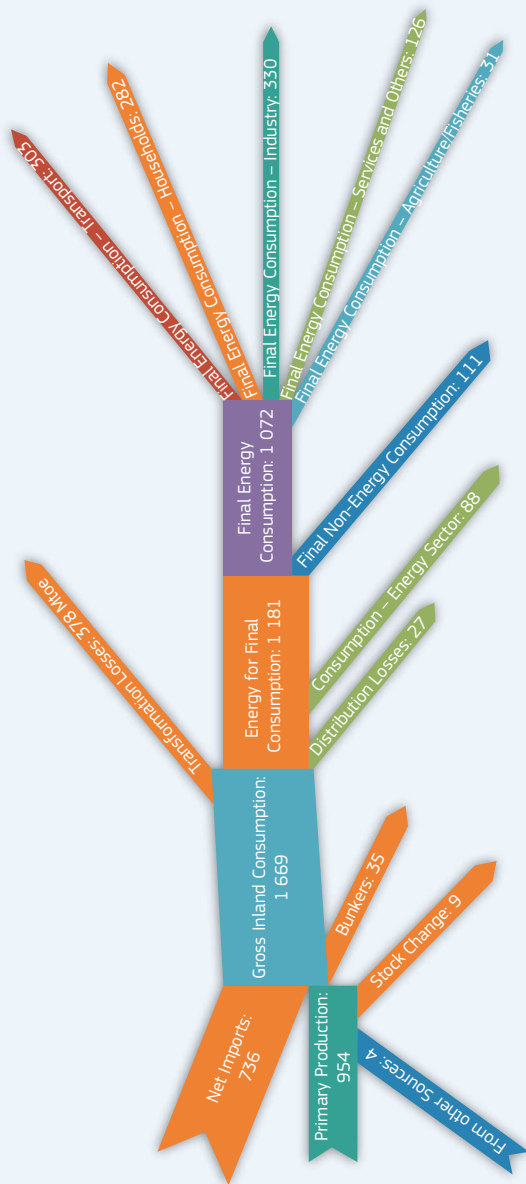 Final Energy Consumption – Transport: 303
Final Energy Consumption – Households: 282
Final Energy Consumption – Industry: 330
Final Energy Consumption – Services and Others: 126
Final Energy Consumption – Agriculture/Fisheries: 31
Final Energy
Consumption: 1 072
Final Non-Energy Consumption: 111
Transformation Losses: 378 Mtoe
Energy for Final
Consumption: 1 181
Consumption – Energy Sector: 88
Distribution Losses: 27
Gross Inland Consumption:
1 669
Bunkers: 35
Stock Change: 9
Net Imports:
736
Primary Production:
954
From other Sources: 4